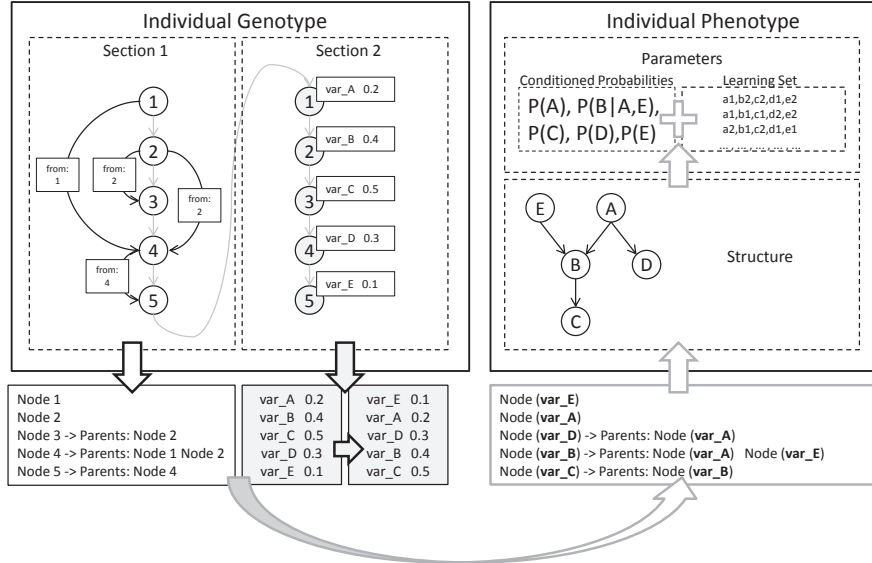 Individual Genotype
Section 1
1
2
3
4
5
from:
1
from:
2
from:
2
from:
4
Section 2
1
var_A 0.2
2
var_B 0.4
3
var_C 0.5
4
var_D 0.3
5
var_E 0.1
Individual Phenotype
Parameters
Conditioned Probabilities
P(A), P(B|A,E),
P(C), P(D),P(E)
Learning Set
a1,b2,c2,d1,e2
a1,b1,c1,d2,e2
a2,b1,c2,d1,e1
... , ... , ... , ... , ...
E
A
B
D
C
Structure
Node 1
Node 2
Node 3 -> Parents: Node 2
Node 4 -> Parents: Node 1 Node 2
Node 5 -> Parents: Node 4
var_A 0.2
var_B 0.4
var_C 0.5
var_D 0.3
var_E 0.1
var_E 0.1
var_A 0.2
var_D 0.3
var_B 0.4
var_C 0.5
Node (var_E)
Node (var_A)
Node (var_D) -> Parents: Node (var_A)
Node (var_B) -> Parents: Node (var_A) Node (var_E)
Node (var_C) -> Parents: Node (var_B)